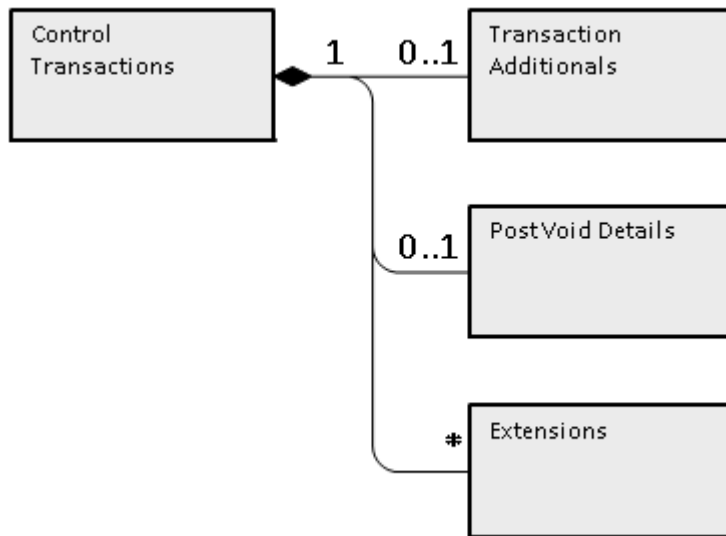 Control
Transactions
1
0..1
Transaction
Additionals
0..1
PostVoid Details
*
Extensions